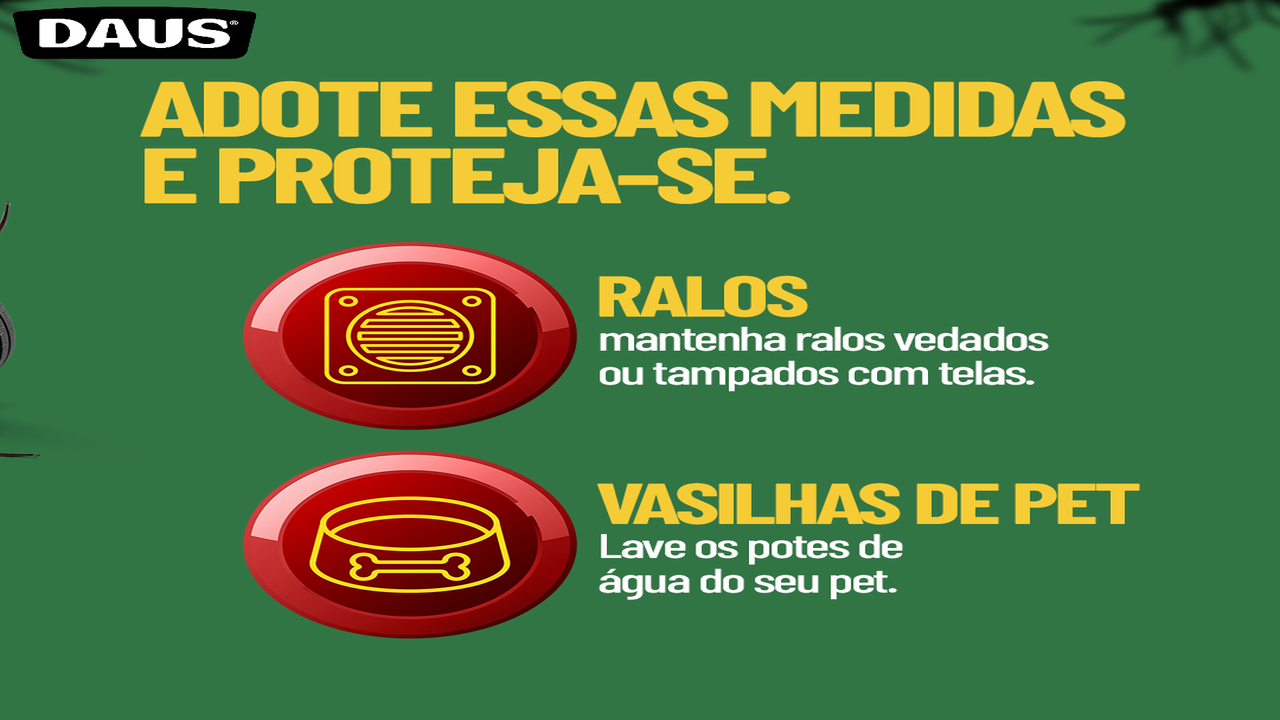 DAUS®
ADOTE ESSAS MEDIDAS
E PROTEJA-SE.
RALOS
mantenha ralos vedados
ou tampados com telas.
VASILHAS DE PET
Lave os potes de
água do seu pet.